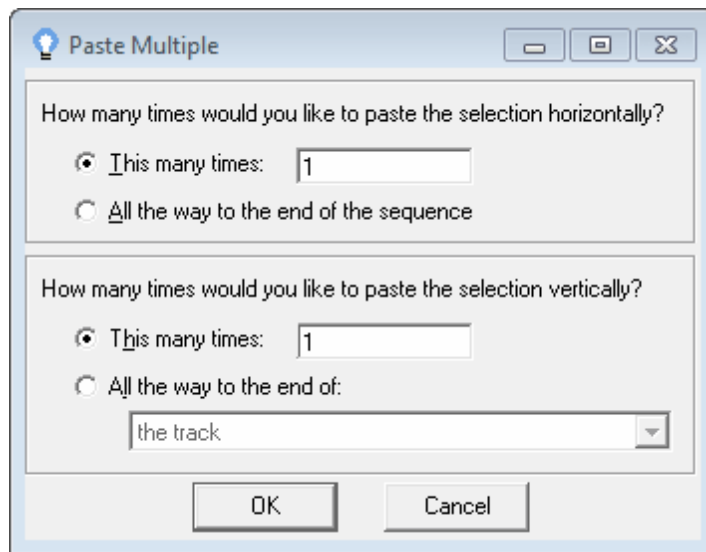 Paste Multiple
How many times would you like to paste the selection horizontally?
This many times: 1
All the way to the end of the sequence
How many times would you like to paste the selection vertically?
This many times: 1
All the way to the end of:
the track
OK Cancel